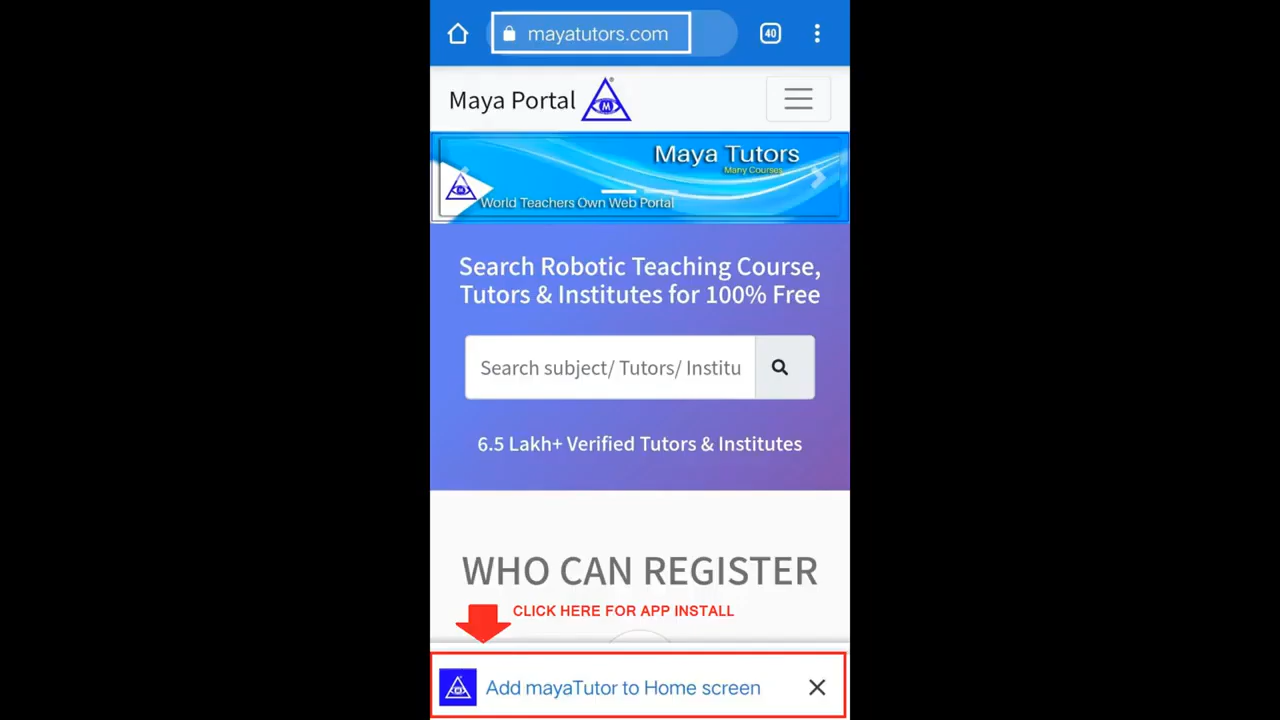 mayatutors.com
40
Maya Portal
M
Maya Tutors
Many Courses
World Teachers Own Web Portal
Search Robotic Teaching Course,
Tutors & Institutes for 100% Free
Search subject/ Tutors/ Institu
6.5 Lakh+ Verified Tutors & Institutes
WHO CAN REGISTER
CLICK HERE FOR APP INSTALL
Add mayaTutor to Home screen